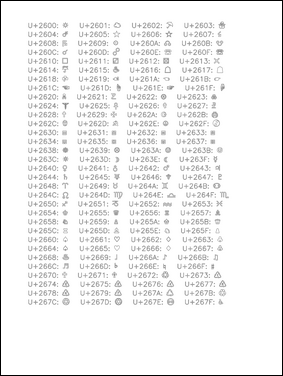 U+2600: ☀ U+2601: ☁ U+2602: ☂ U+2603: ☃
U+2604: ☄ U+2605: ★ U+2606: ☆ U+2607: ☇
U+2608: ☈ U+2609: ☉ U+260A: ☊ U+260B: ☋
U+260C: ☌ U+260D: ☍ U+260E: ☎ U+260F: ☏
U+2610: ☐ U+2611: ☑ U+2612: ☒ U+2613: ☓
U+2614: ☔ U+2615: ☕ U+2616: ☖ U+2617: ☗
U+2618: ☘ U+2619: ☙ U+261A: ☚ U+261B: ☛
U+261C: ☜ U+261D: ☝ U+261E: ☞ U+261F: ☟
U+2620: ☠ U+2621: ☡ U+2622: ☢ U+2623: ☣
U+2624: ☤ U+2625: ☥ U+2626: ☦ U+2627: ☧
U+2628: ☨ U+2629: ☩ U+262A: ☪ U+262B: ☫
U+262C: ☬ U+262D: ☭ U+262E: ☮ U+262F: ☯
U+2630: ☰ U+2631: ☱ U+2632: ☲ U+2633: ☳
U+2634: ☴ U+2635: ☵ U+2636: ☶ U+2637: ☷
U+2638: ☸ U+2639: ☹ U+263A: ☺ U+263B: ☻
U+263C: ☼ U+263D: ☽ U+263E: ☾ U+263F: ☿
U+2640: ♀ U+2641: ♁ U+2642: ♂ U+2643: ♃
U+2644: ♄ U+2645: ♅ U+2646: ♆ U+2647: ♇
U+2648: ♈ U+2649: ♉ U+264A: ♊ U+264B: ♋
U+264C: ♌ U+264D: ♍ U+264E: ♎ U+264F: ♏
U+2650: ♐ U+2651: ♑ U+2652: ♒ U+2653: ♓
U+2654: ♔ U+2655: ♕ U+2656: ♖ U+2657: ♗
U+2658: ♘ U+2659: ♙ U+265A: ♚ U+265B: ♛
U+265C: ♜ U+265D: ♝ U+265E: ♞ U+265F: ♟
U+2660: ♠ U+2661: ♡ U+2662: ♢ U+2663: ♣
U+2664: ♤ U+2665: ♥ U+2666: ♦ U+2667: ♧
U+2668: ♨ U+2669: ♩ U+266A: ♪ U+266B: ♫
U+266C: ♬ U+266D: ♭ U+266E: ♮ U+266F: ♯
U+2670: ♰ U+2671: ♱ U+2672: ♲ U+2673: ♳
U+2674: ♴ U+2675: ♵ U+2676: ♶ U+2677: ♷
U+2678: ♸ U+2679: ♹ U+267A: ♺ U+267B: ♻
U+267C: ♼ U+267D: ♽ U+267E: ♾ U+267F: ♿